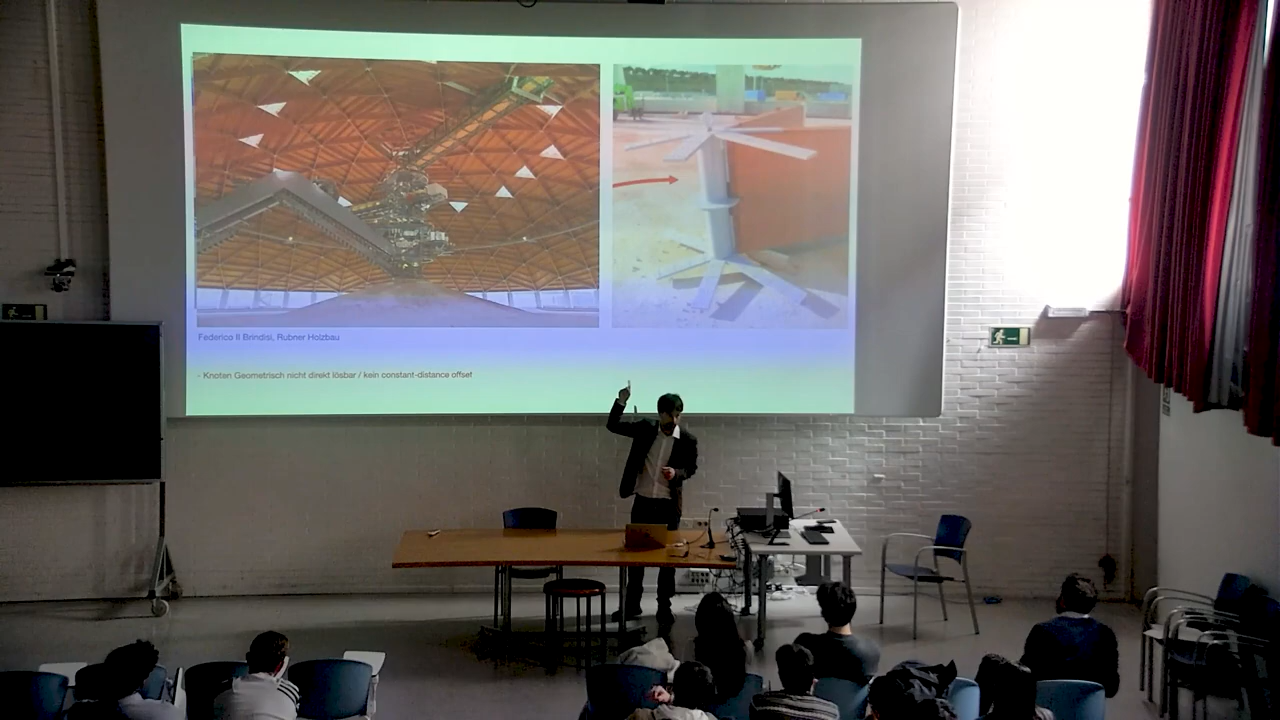 Federico II Brindisi, Rubner Holzbau
- Knoten Geometrisch nicht direkt lösbar / kein constant-distance offset